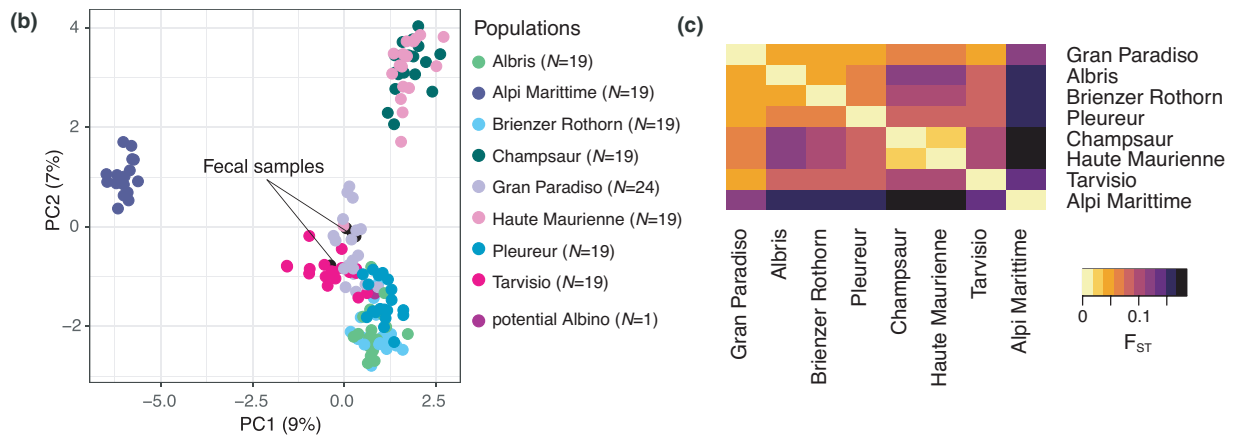 (b)
4
2
0
−2
PC2 (7%)
−5.0
−2.5
0.0
2.5
PC1 (9%)
Fecal samples
Populations
Albris (N=19)
Alpi Marittime (N=19)
Brienzer Rothorn (N=19)
Champsaur (N=19)
Gran Paradiso (N=24)
Haute Maurienne (N=19)
Pleureur (N=19)
Tarvisio (N=19)
potential Albino (N=1)
(c)
Gran Paradiso
Albris
Brienzer Rothorn
Pleureur
Champsaur
Haute Maurienne
Tarvisio
Alpi Marittime
Gran Paradiso
Albris
Brienzer Rothorn
Pleureur
Champsaur
Haute Maurienne
Tarvisio
Alpi Marittime
0 0.1
FST